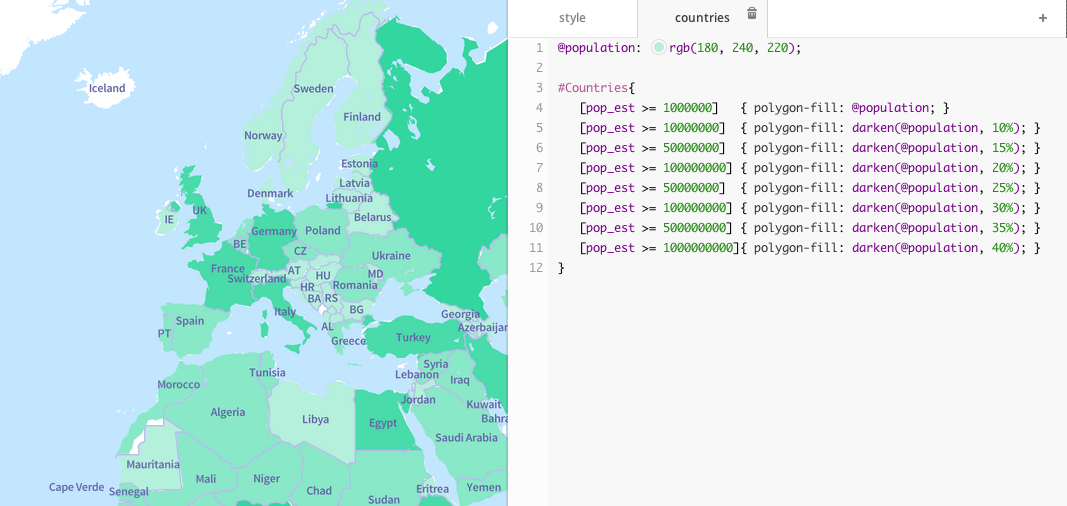 Iceland
Sweden
Finland
Norway
Estonia
Latvia
Denmark
Lithuania
UK
IE
Belarus
Germany
Poland
BE
CZ
Ukraine
France
AT
HU
MD
Switzerland
HR
Romania
BA
RS
Italy
BG
Georgia
Spain
AL
Azerbaijan
PT
Greece
Turkey
Syria
Tunisia
Lebanon
Iraq
Morocco
Jordan
Algeria
Kuwait
Libya
Egypt
Bahra
Saudi Arabia
Mauritania
Mali
Niger
Cape Verde
Senegal
Chad
Eritrea
Yemen
Sudan
style
countries
+
1 @population: rgb(180, 240, 220);
2
3 #Countries{
4 [pop_est >= 1000000] { polygon-fill: @population; }
5 [pop_est >= 10000000] { polygon-fill: darken(@population, 10%); }
6 [pop_est >= 50000000] { polygon-fill: darken(@population, 15%); }
7 [pop_est >= 100000000] { polygon-fill: darken(@population, 20%); }
8 [pop_est >= 50000000] { polygon-fill: darken(@population, 25%); }
9 [pop_est >= 100000000] { polygon-fill: darken(@population, 30%); }
10 [pop_est >= 500000000] { polygon-fill: darken(@population, 35%); }
11 [pop_est >= 1000000000]{ polygon-fill: darken(@population, 40%); }
12 }